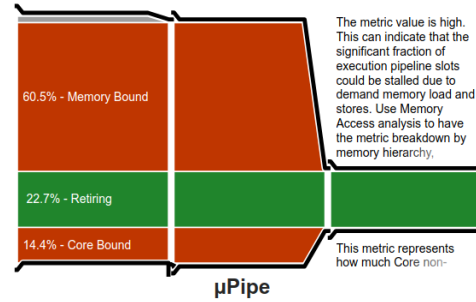 The metric value is high.
This can indicate that the
significant fraction of
execution pipeline slots
could be stalled due to
demand memory load and
stores. Use Memory
Access analysis to have
the metric breakdown by
memory hierarchy,
60.5% - Memory Bound
22.7% - Retiring
14.4% - Core Bound
This metric represents
how much Core non-
µPipe